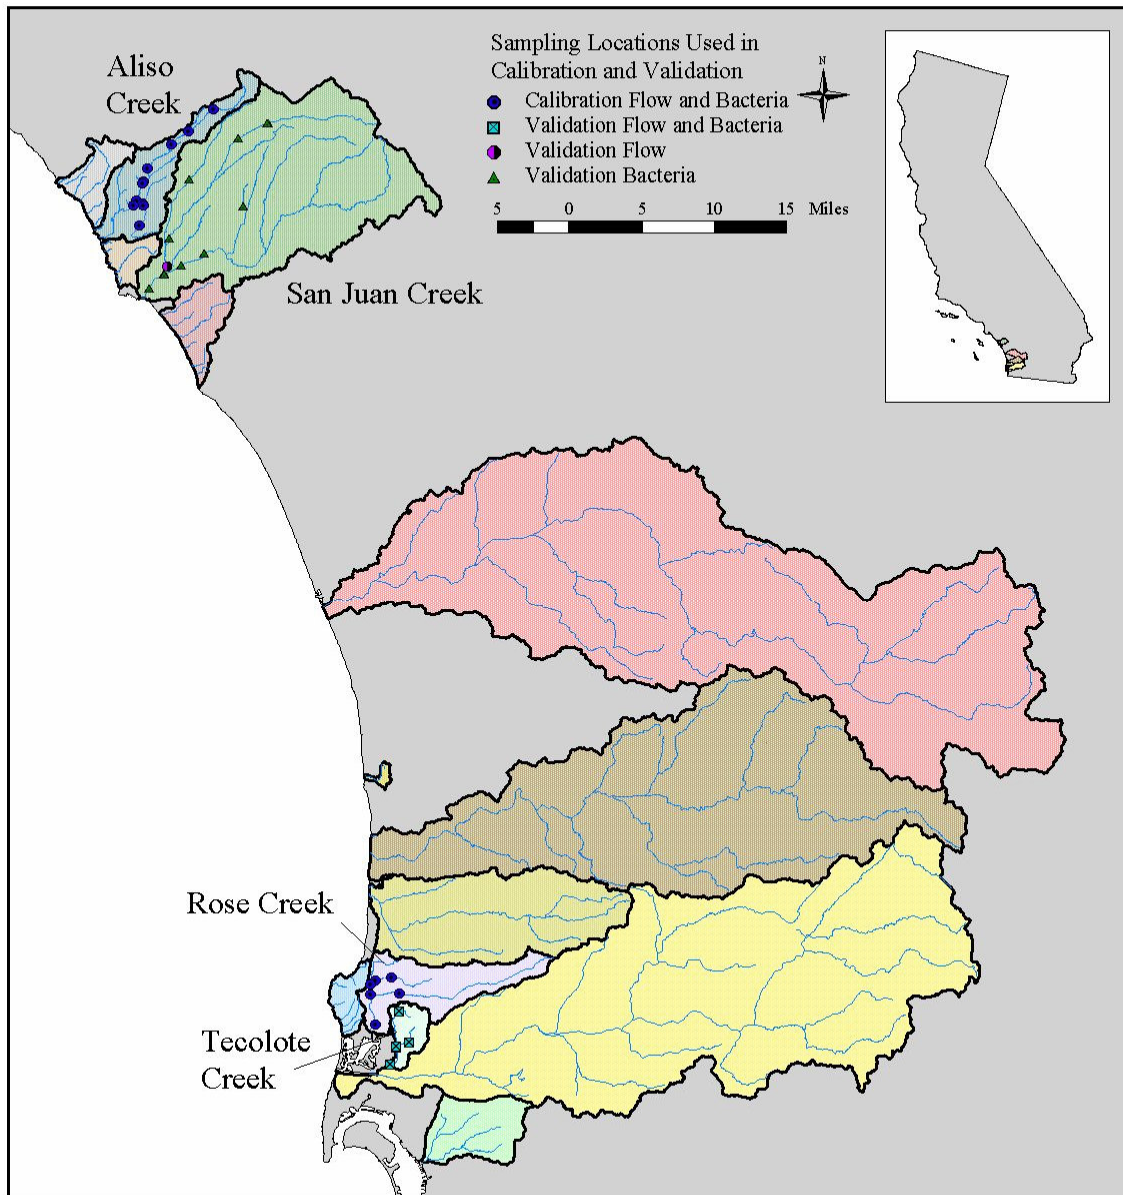 Aliso
Creek
Sampling Locations Used in
Calibration and Validation
Calibration Flow and Bacteria
Validation Flow and Bacteria
Validation Flow
Validation Bacteria
N
5 0 5 10 15 Miles
San Juan Creek
Rose Creek
Tecolote
Creek